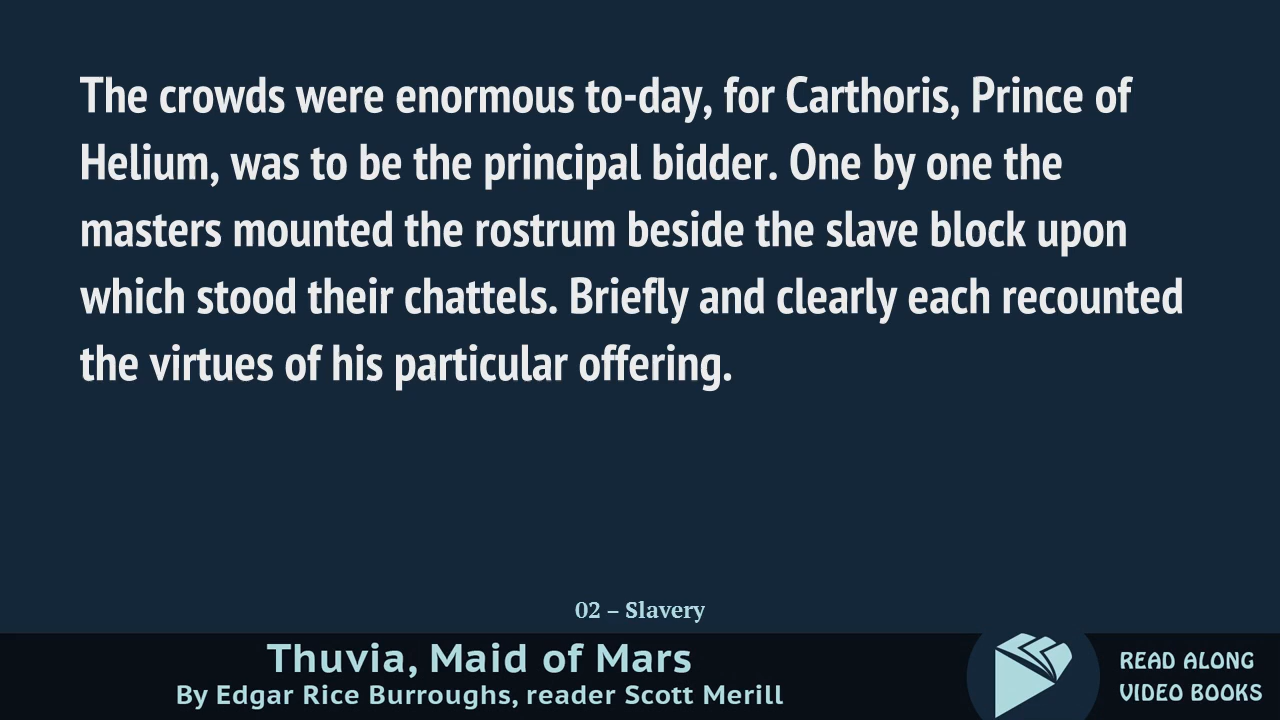 The crowds were enormous to-day, for Carthoris, Prince of
Helium, was to be the principal bidder. One by one the
masters mounted the rostrum beside the slave block upon
which stood their chattels. Briefly and clearly each recounted
the virtues of his particular offering.
02 – Slavery
Thuvia, Maid of Mars
By Edgar Rice Burroughs, reader Scott Merill
READ ALONG
VIDEO BOOKS